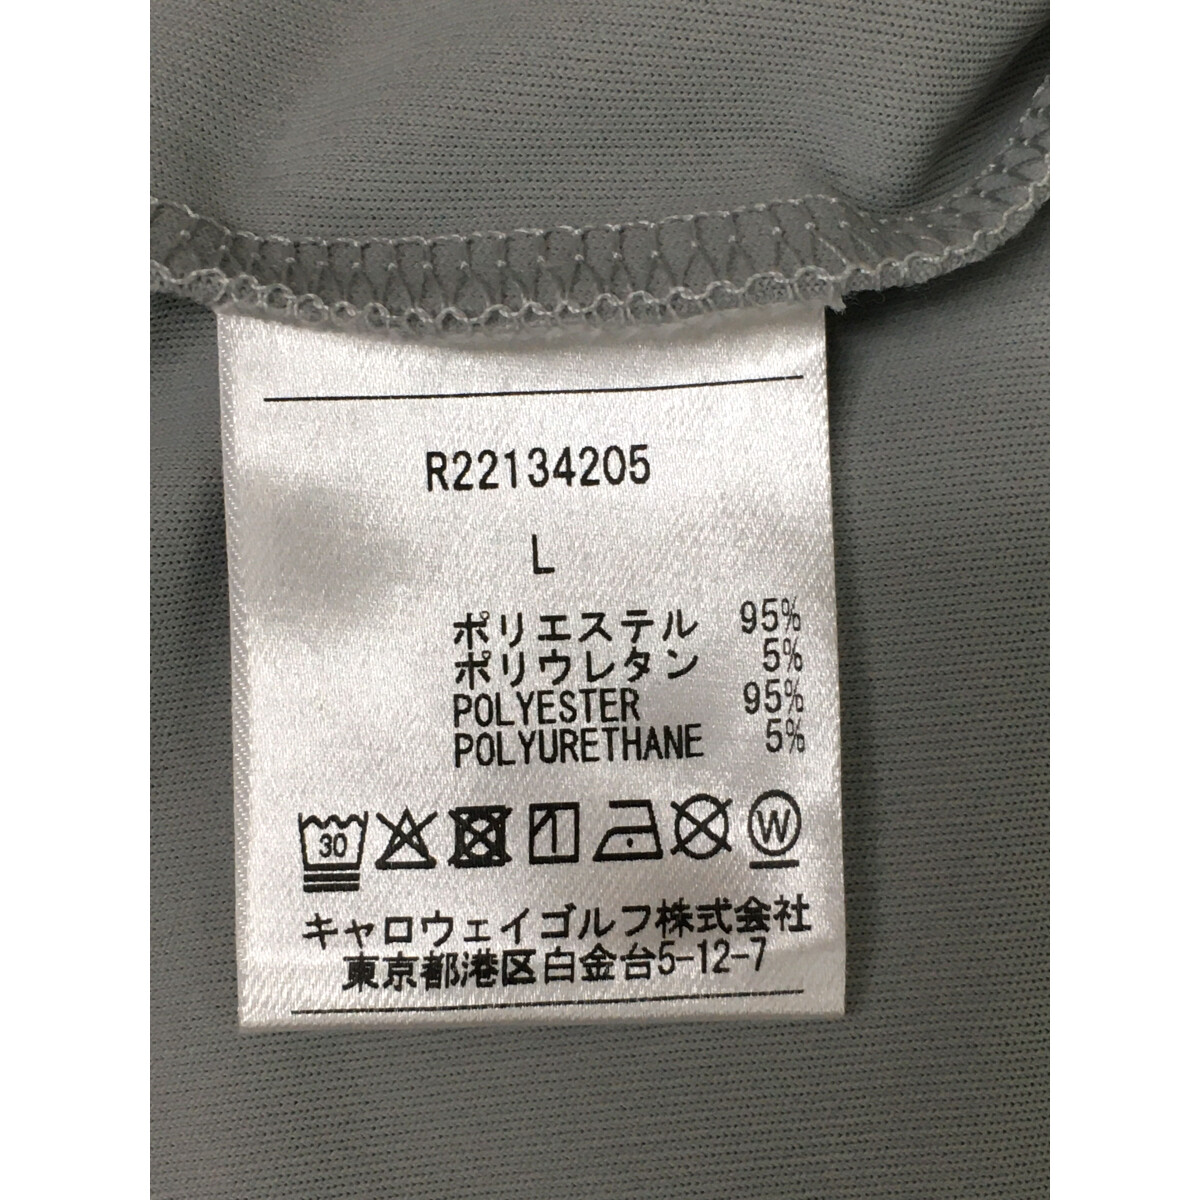 R22134205
L
ポリエステル 95%
ポリウレタン 5%
POLYESTER 95%
POLYURETHANE 5%
30 W
キャロウェイゴルフ株式会社
東京都港区白金台5-12-7